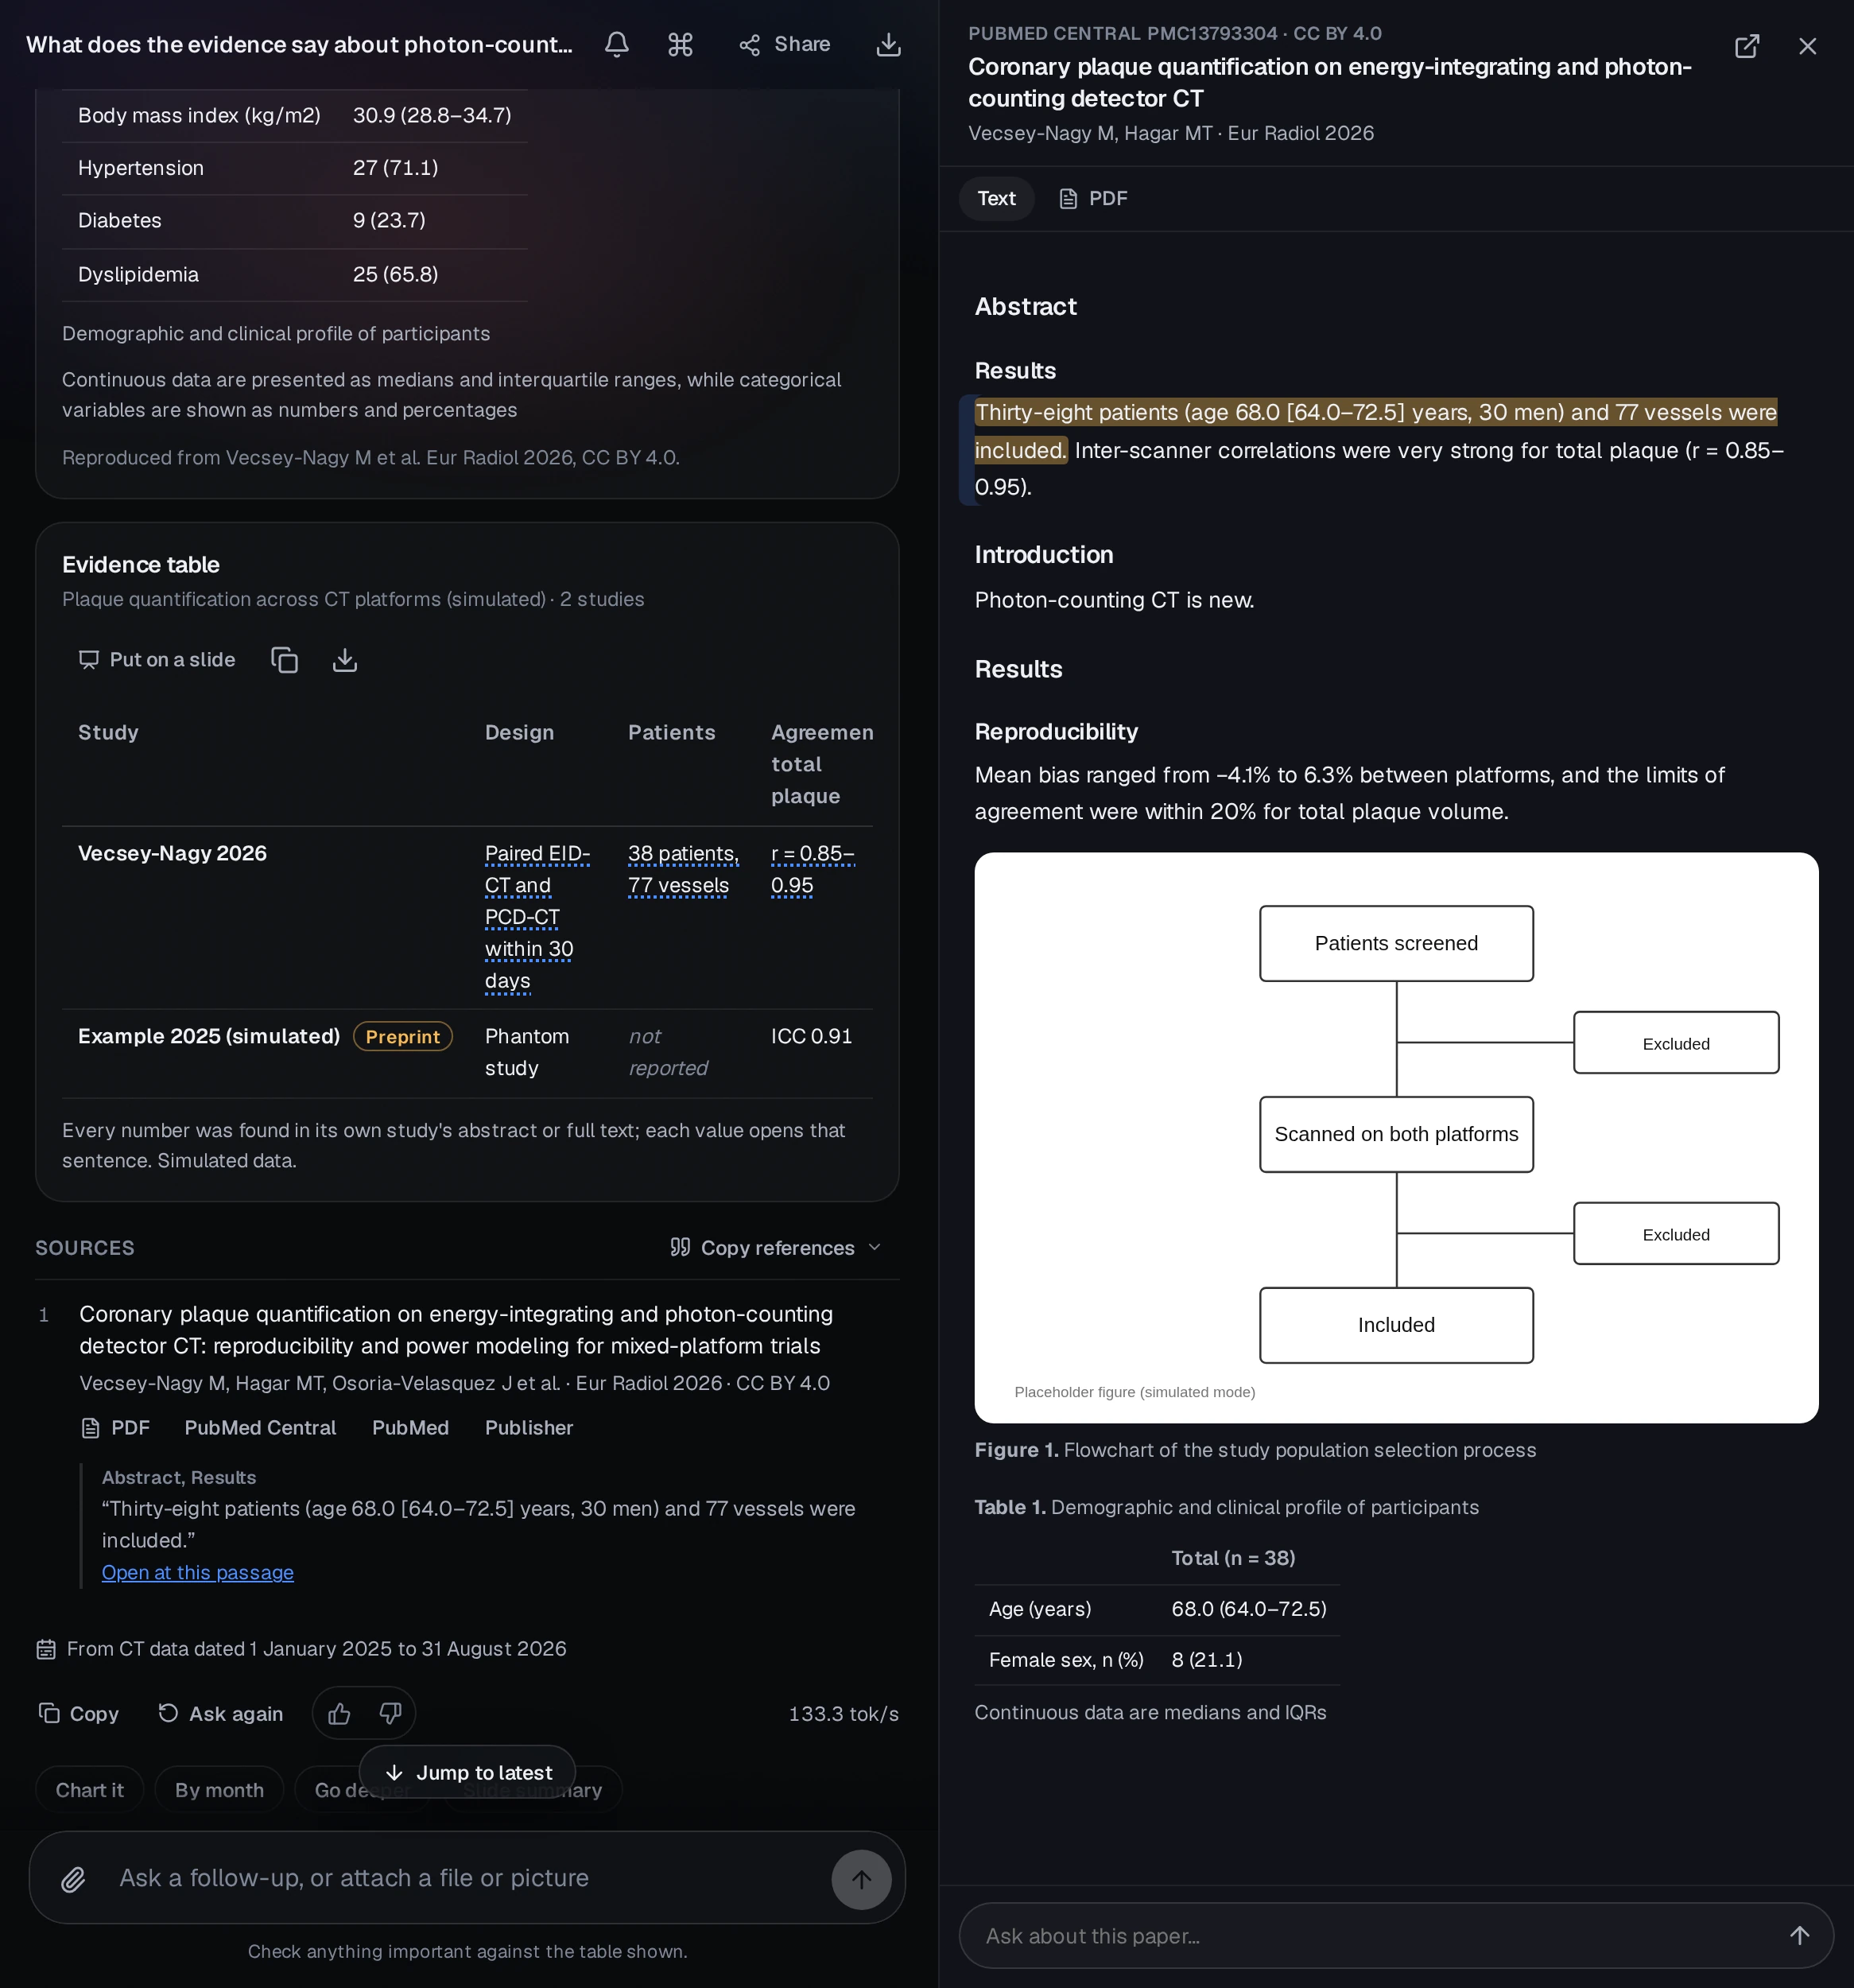 What does the evidence say about photon-count...
Share
Body mass index (kg/m2) 30.9 (28.8–34.7)
Hypertension 27 (71.1)
Diabetes 9 (23.7)
Dyslipidemia 25 (65.8)
Demographic and clinical profile of participants
Continuous data are presented as medians and interquartile ranges, while categorical
variables are shown as numbers and percentages
Reproduced from Vecsey-Nagy M et al. Eur Radiol 2026, CC BY 4.0.
Evidence table
Plaque quantification across CT platforms (simulated) · 2 studies
Put on a slide
Study Design Patients Agreemen
total
plaque
Vecsey-Nagy 2026 Paired EID- 38 patients, r = 0.85–
CT and 77 vessels 0.95
PCD-CT
within 30
days
Example 2025 (simulated) Preprint Phantom not ICC 0.91
study reported
Every number was found in its own study's abstract or full text; each value opens that
sentence. Simulated data.
SOURCES
Copy references
1 Coronary plaque quantification on energy-integrating and photon-counting
detector CT: reproducibility and power modeling for mixed-platform trials
Vecsey-Nagy M, Hagar MT, Osoria-Velasquez J et al. · Eur Radiol 2026 · CC BY 4.0
PDF PubMed Central PubMed Publisher
Abstract, Results
“Thirty-eight patients (age 68.0 [64.0–72.5] years, 30 men) and 77 vessels were
included.”
Open at this passage
From CT data dated 1 January 2025 to 31 August 2026
Copy Ask again 133.3 tok/s
Jump to latest
Chart it By month Go deeper Slide summary
Ask a follow-up, or attach a file or picture
Check anything important against the table shown.
PUBMED CENTRAL PMC13793304 · CC BY 4.0
Coronary plaque quantification on energy-integrating and photon-
counting detector CT
Vecsey-Nagy M, Hagar MT · Eur Radiol 2026
Text PDF
Abstract
Results
Thirty-eight patients (age 68.0 [64.0–72.5] years, 30 men) and 77 vessels were
included. Inter-scanner correlations were very strong for total plaque (r = 0.85–
0.95).
Introduction
Photon-counting CT is new.
Results
Reproducibility
Mean bias ranged from −4.1% to 6.3% between platforms, and the limits of
agreement were within 20% for total plaque volume.
Patients screened
Excluded
Scanned on both platforms
Excluded
Included
Placeholder figure (simulated mode)
Figure 1. Flowchart of the study population selection process
Table 1. Demographic and clinical profile of participants
Total (n = 38)
Age (years) 68.0 (64.0–72.5)
Female sex, n (%) 8 (21.1)
Continuous data are medians and IQRs
Ask about this paper...